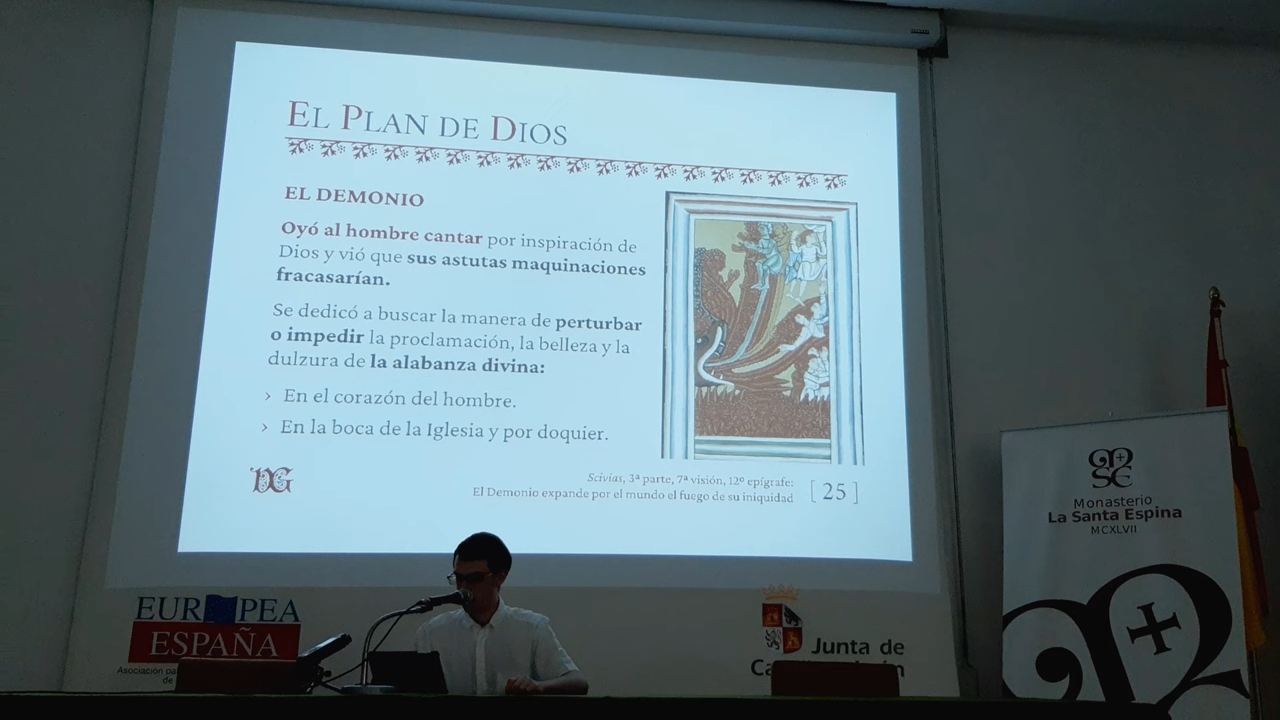 EL PLAN DE DIOS
EL DEMONIO
Oyó al hombre cantar por inspiración de
Dios y vió que sus astutas maquinaciones
fracasarían.
Se dedicó a buscar la manera de perturbar
o impedir la proclamación, la belleza y la
dulzura de la alabanza divina:
› En el corazón del hombre.
› En la boca de la Iglesia y por doquier.
Scivias, 3ª parte, 7ª visión, 12º epígrafe:
El Demonio expande por el mundo el fuego de su iniquidad
[ 25 ]
Monasterio
La Santa Espina
MCXLVII
EUROPEA
ESPAÑA
Asociación
de
Junta de